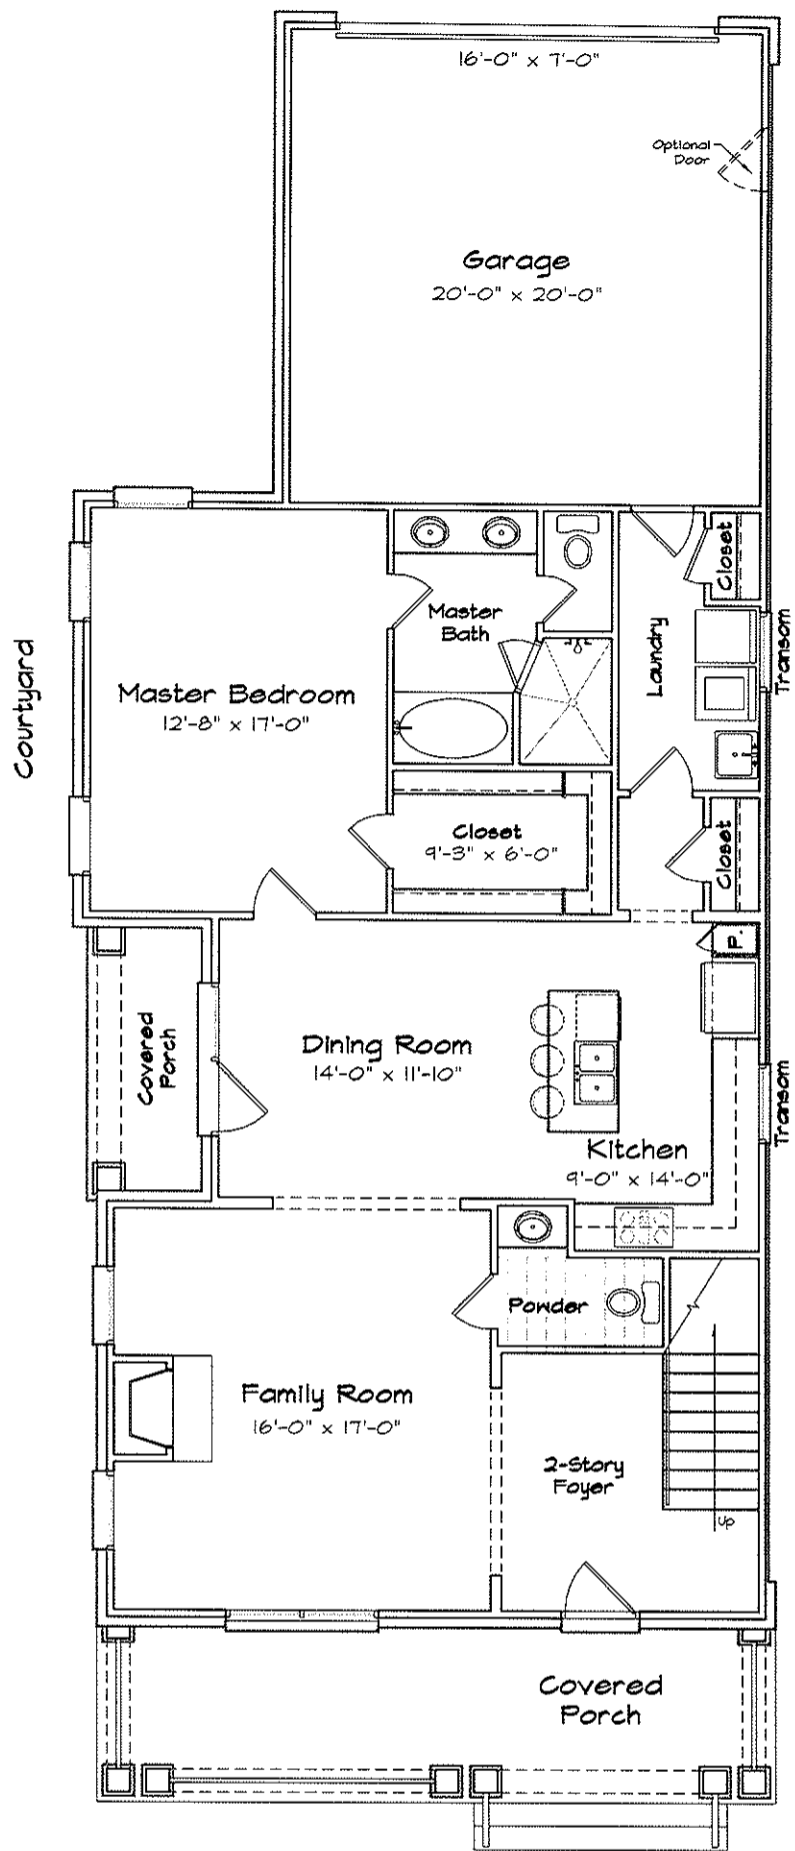 16'-0" x 7'-0"
Optional
Door
Garage
20'-0" x 20'-0"
Closet
Master
Bath
Laundry
Transom
Courtyard
Master Bedroom
12'-8" x 17'-0"
Closet
9'-3" x 6'-0"
Closet
P.
Covered
Porch
Dining Room
14'-0" x 11'-10"
Transom
Kitchen
9'-0" x 14'-0"
Powder
Family Room
16'-0" x 17'-0"
2-Story
Foyer
Up
Covered
Porch